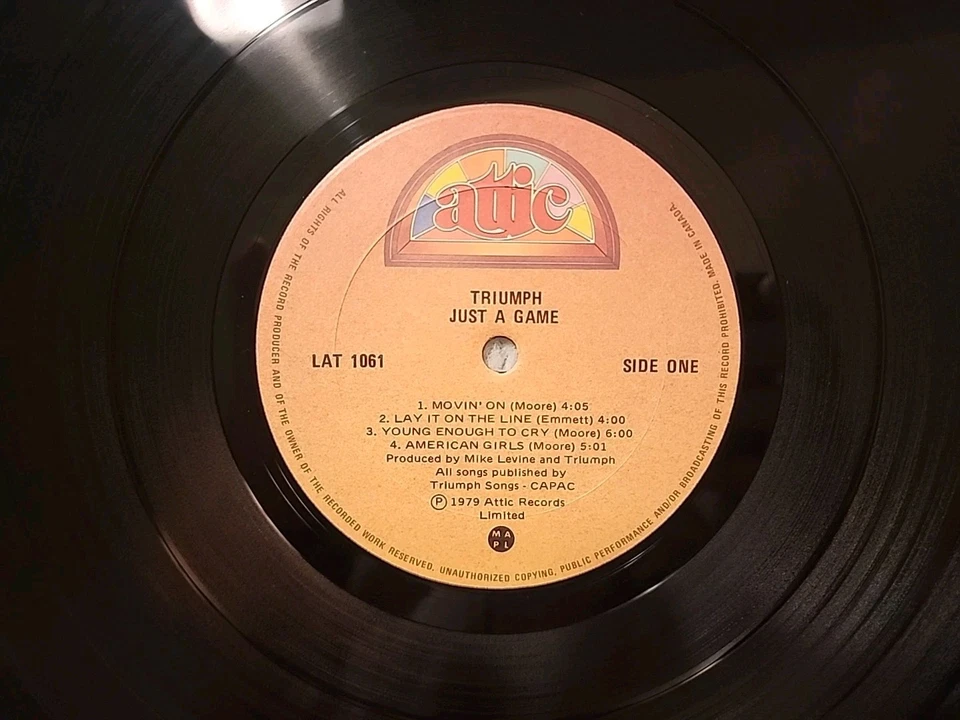 attic
TRIUMPH
JUST A GAME
LAT 1061
SIDE ONE
1. MOVIN' ON (Moore) 4:05
2. LAY IT ON THE LINE (Emmett) 4:00
3. YOUNG ENOUGH TO CRY (Moore) 6:00
4. AMERICAN GIRLS (Moore) 5:01
Produced by Mike Levine and Triumph
All songs published by
Triumph Songs - CAPAC
Ⓟ 1979 Attic Records
Limited
M A
P L
ALL RIGHTS OF THE RECORD PRODUCER AND OF THE OWNER OF THE RECORDED WORK RESERVED. UNAUTHORIZED COPYING, PUBLIC PERFORMANCE AND/OR BROADCASTING OF THIS RECORD PROHIBITED. MADE IN CANADA.